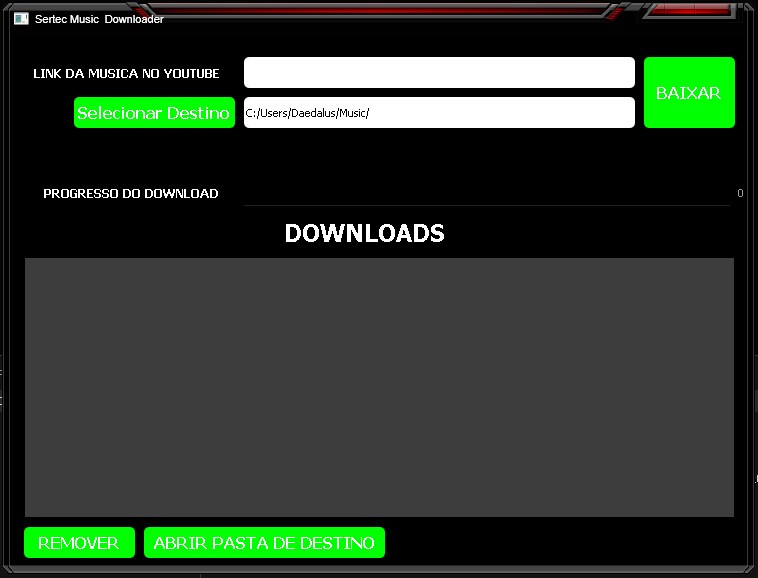 Sertec Music Downloader
LINK DA MUSICA NO YOUTUBE
BAIXAR
Selecionar Destino
C:/Users/Daedalus/Music/
PROGRESSO DO DOWNLOAD
0
DOWNLOADS
REMOVER
ABRIR PASTA DE DESTINO